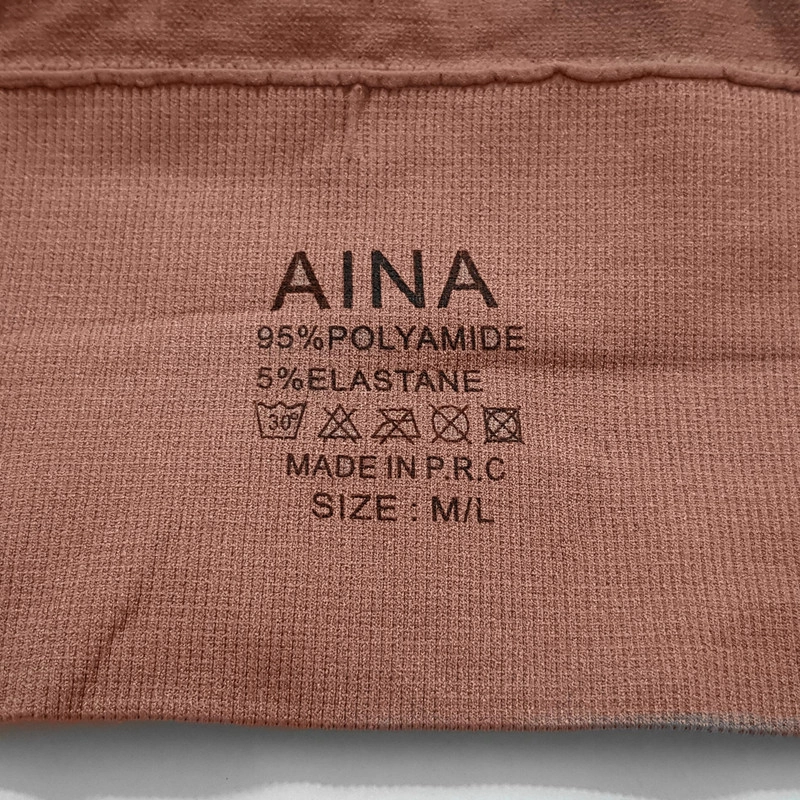 AINA
95%POLYAMIDE
5%ELASTANE
30°
MADE IN P.R.C
SIZE : M/L